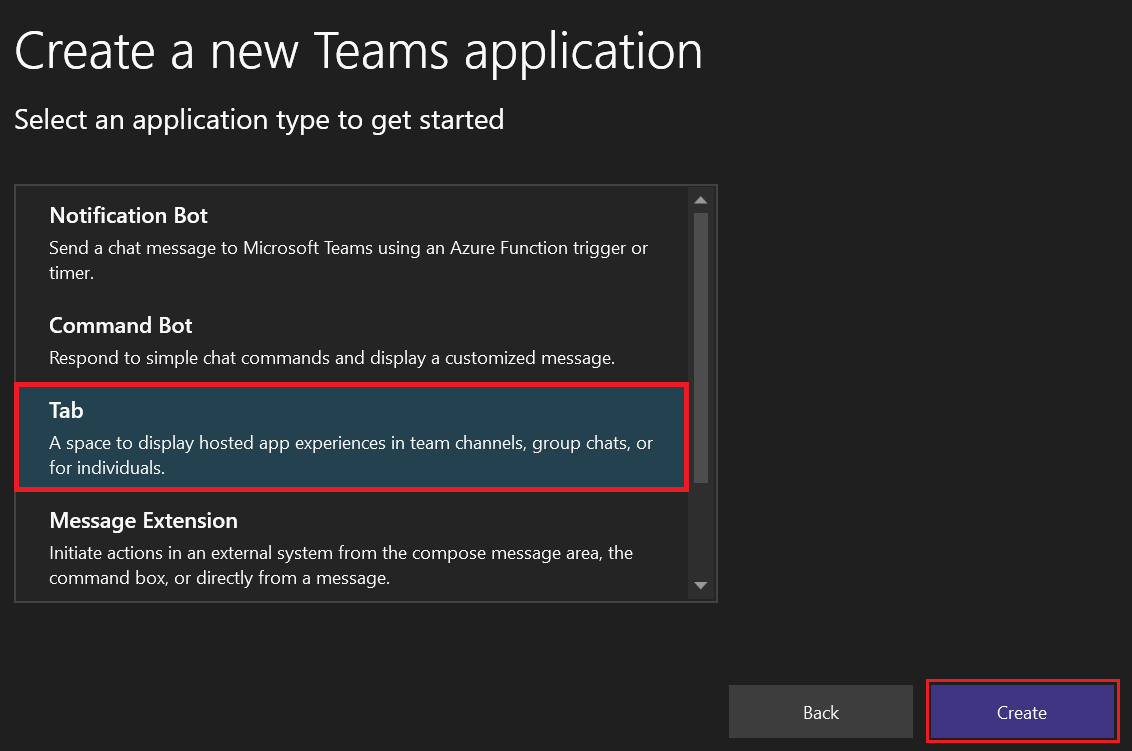 Create a new Teams application
Select an application type to get started
Notification Bot
Send a chat message to Microsoft Teams using an Azure Function trigger or
timer.
Command Bot
Respond to simple chat commands and display a customized message.
Tab
A space to display hosted app experiences in team channels, group chats, or
for individuals.
Message Extension
Initiate actions in an external system from the compose message area, the
command box, or directly from a message.
Back
Create